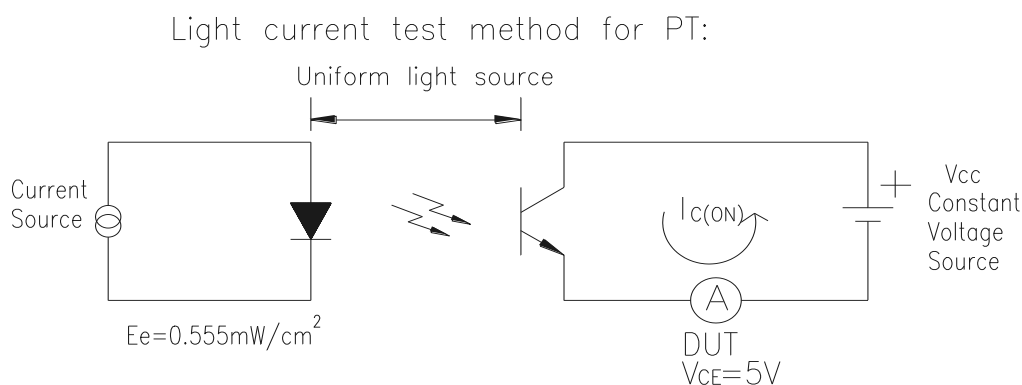 Light current test method for PT:
Uniform light source
Current
Source
Ic(ON)
+
Vcc
Constant
Voltage
Source
A
Ee=0.555mW/cm²
DUT
VCE=5V